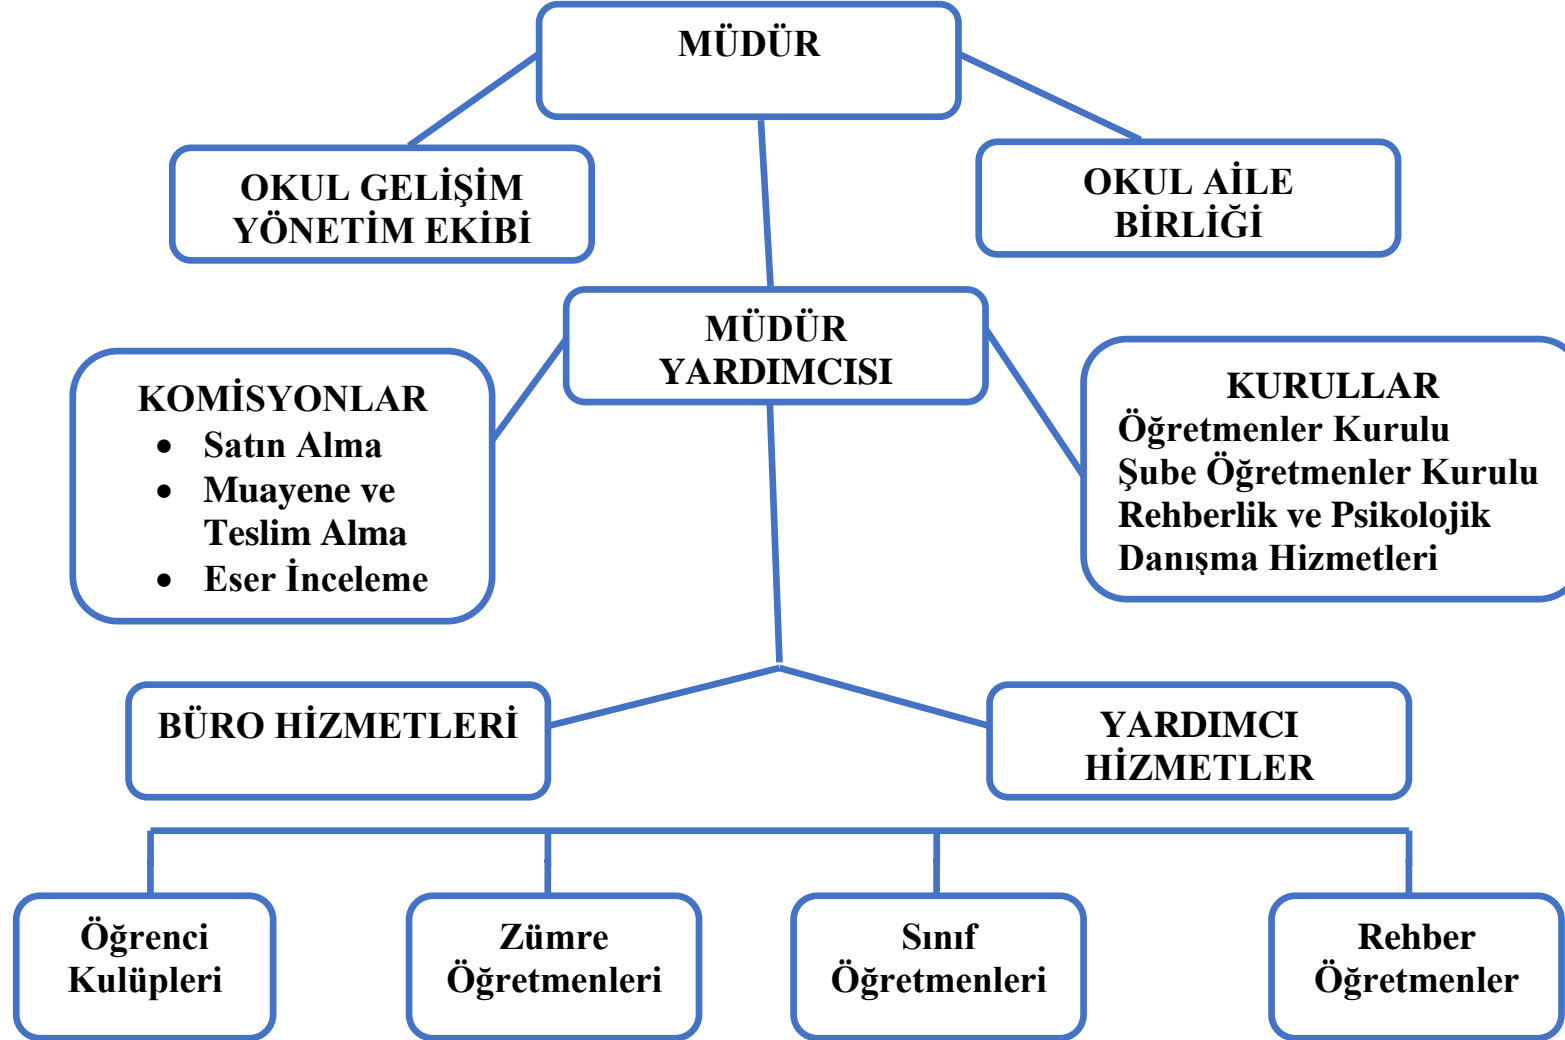 MÜDÜR
OKUL GELİŞİM
YÖNETİM EKİBİ
OKUL AİLE
BİRLİĞİ
MÜDÜR
YARDIMCISI
KOMİSYONLAR
• Satın Alma
• Muayene ve
Teslim Alma
• Eser İnceleme
KURULLAR
Öğretmenler Kurulu
Şube Öğretmenler Kurulu
Rehberlik ve Psikolojik
Danışma Hizmetleri
BÜRO HİZMETLERİ
YARDIMCI
HİZMETLER
Öğrenci
Kulüpleri
Zümre
Öğretmenleri
Sınıf
Öğretmenleri
Rehber
Öğretmenler